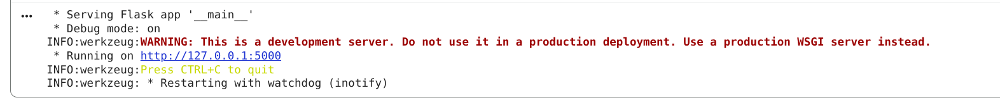 * Serving Flask app '__main__'
 * Debug mode: on
INFO:werkzeug:WARNING: This is a development server. Do not use it in a production deployment. Use a production WSGI server instead.
 * Running on http://127.0.0.1:5000
INFO:werkzeug:Press CTRL+C to quit
INFO:werkzeug: * Restarting with watchdog (inotify)